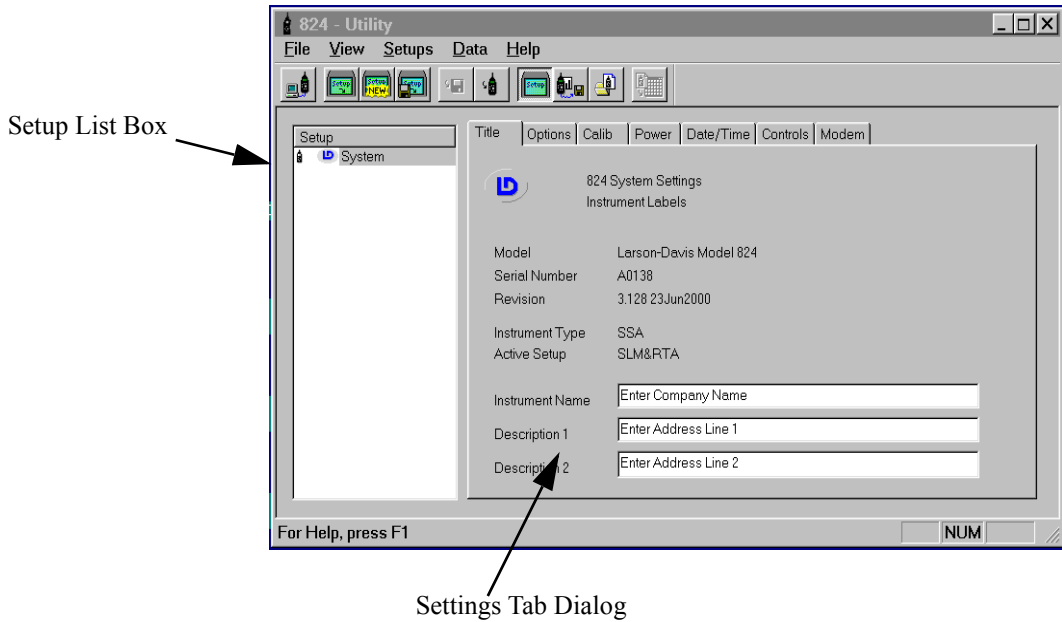 824 - Utility
File View Setups Data Help
Setup Setup NEW Setup Setup
Setup List Box
Setup
System
Title Options Calib Power Date/Time Controls Modem
LD
824 System Settings
Instrument Labels
Model Larson-Davis Model 824
Serial Number A0138
Revision 3.128 23Jun2000
Instrument Type SSA
Active Setup SLM&RTA
Instrument Name Enter Company Name
Description 1 Enter Address Line 1
Description 2 Enter Address Line 2
For Help, press F1 NUM
Settings Tab Dialog